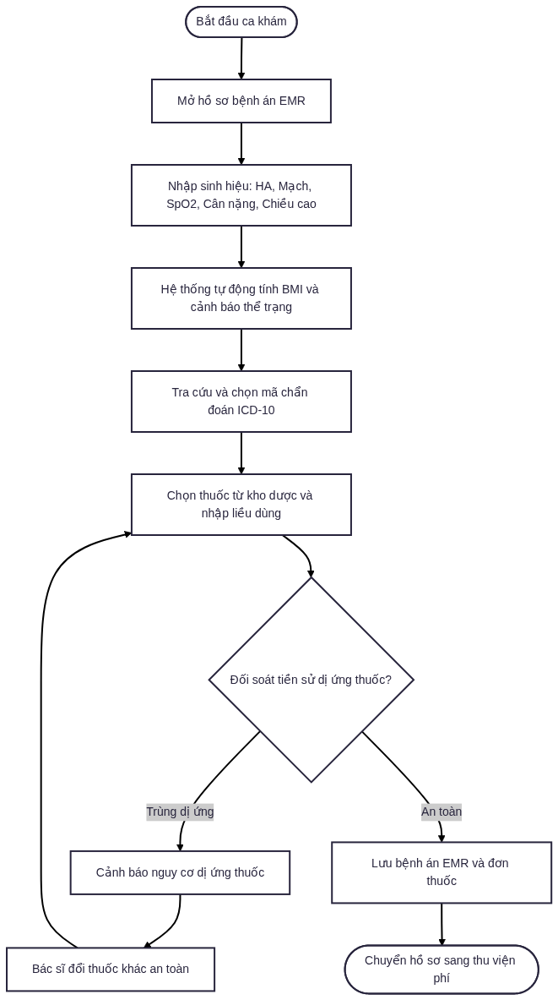 Bắt đầu ca khám
Mở hồ sơ bệnh án EMR
Nhập sinh hiệu: HA, Mạch,
SpO2, Cân nặng, Chiều cao
Hệ thống tự động tính BMI và
cảnh báo thể trạng
Tra cứu và chọn mã chẩn
đoán ICD-10
Chọn thuốc từ kho dược và
nhập liều dùng
Đối soát tiền sử dị ứng thuốc?
Trùng dị ứng
An toàn
Cảnh báo nguy cơ dị ứng thuốc
Lưu bệnh án EMR và đơn
thuốc
Bác sĩ đổi thuốc khác an toàn
Chuyển hồ sơ sang thu viện
phí